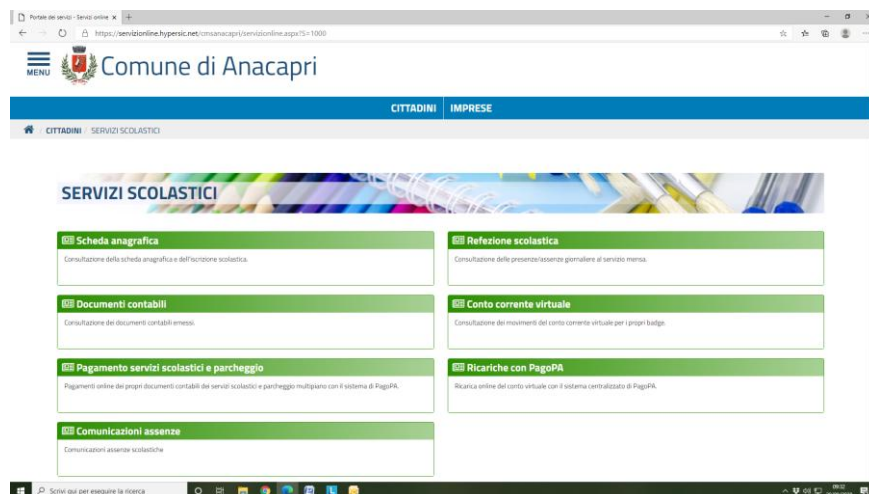 Portale dei servizi - Servizi online
https://servizionline.hypersic.net/cmsanacapri/servizionline.aspx?S=1000
MENU
Comune di Anacapri
CITTADINI IMPRESE
/ CITTADINI / SERVIZI SCOLASTICI
SERVIZI SCOLASTICI
Scheda anagrafica
Consultazione della scheda anagrafica e dell'iscrizione scolastica.
Refezione scolastica
Consultazione delle presenze/assenze giornaliere al servizio mensa.
Documenti contabili
Consultazione dei documenti contabili emessi.
Conto corrente virtuale
Consultazione dei movimenti del conto corrente virtuale per i propri badge.
Pagamento servizi scolastici e parcheggio
Pagamenti online dei propri documenti contabili dei servizi scolastici e parcheggio multipiano con il sistema di PagoPA.
Ricariche con PagoPA
Ricarica online del conto virtuale con il sistema centralizzato di PagoPA.
Comunicazioni assenze
Comunicazioni assenze scolastiche
Scrivi qui per eseguire la ricerca
09:12